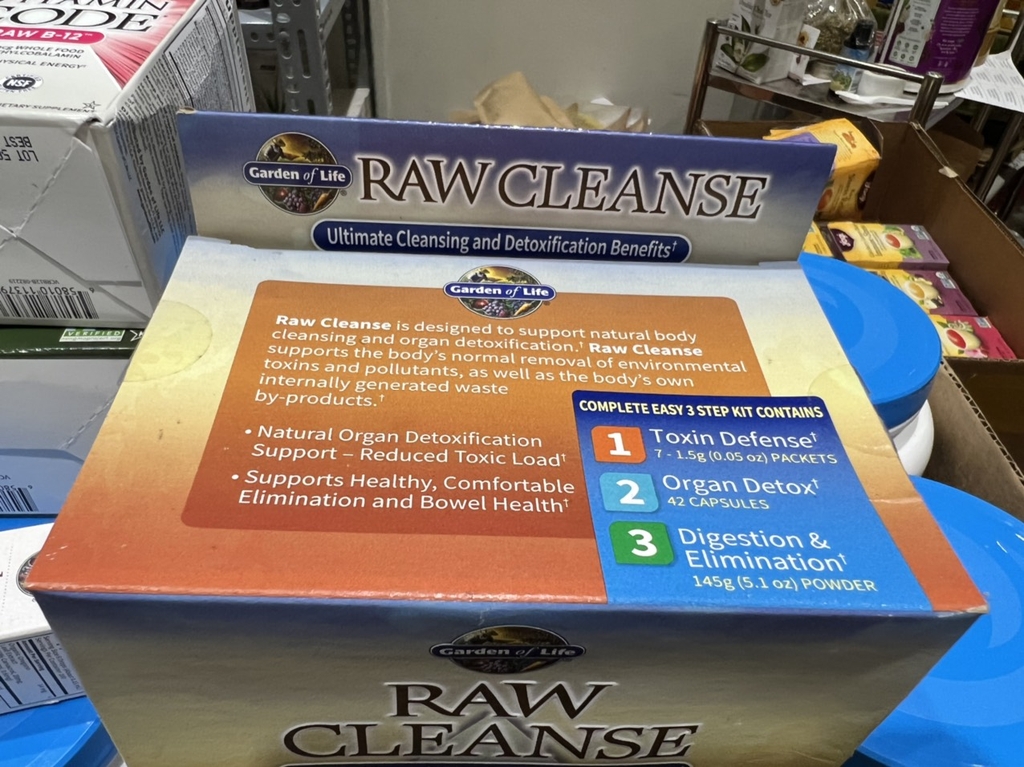 CODE
RAW B-12™
NSF
LOT
BEST
Garden of Life®
RAW CLEANSE
Ultimate Cleansing and Detoxification Benefits†
Garden of Life
Raw Cleanse is designed to support natural body
cleansing and organ detoxification.† Raw Cleanse
supports the body's normal removal of environmental
toxins and pollutants, as well as the body's own
internally generated waste
by-products.†
• Natural Organ Detoxification
Support – Reduced Toxic Load†
• Supports Healthy, Comfortable
Elimination and Bowel Health†
COMPLETE EASY 3 STEP KIT CONTAINS
1 Toxin Defense†
7 - 1.5g (0.05 oz) PACKETS
2 Organ Detox†
42 CAPSULES
3 Digestion &
Elimination†
145g (5.1 oz) POWDER
Garden of Life
RAW
CLEANSE